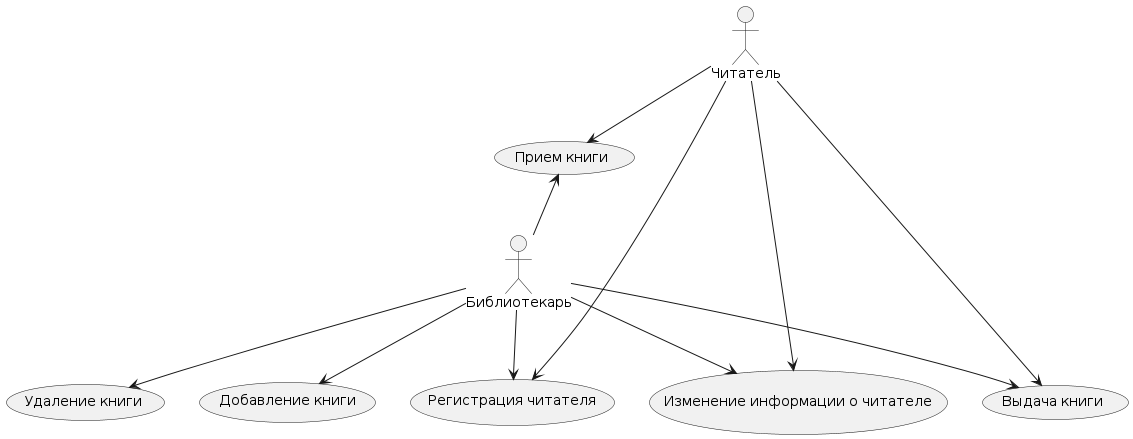 Читатель
Прием книги
Библиотекарь
Удаление книги
Добавление книги
Регистрация читателя
Изменение информации о читателе
Выдача книги